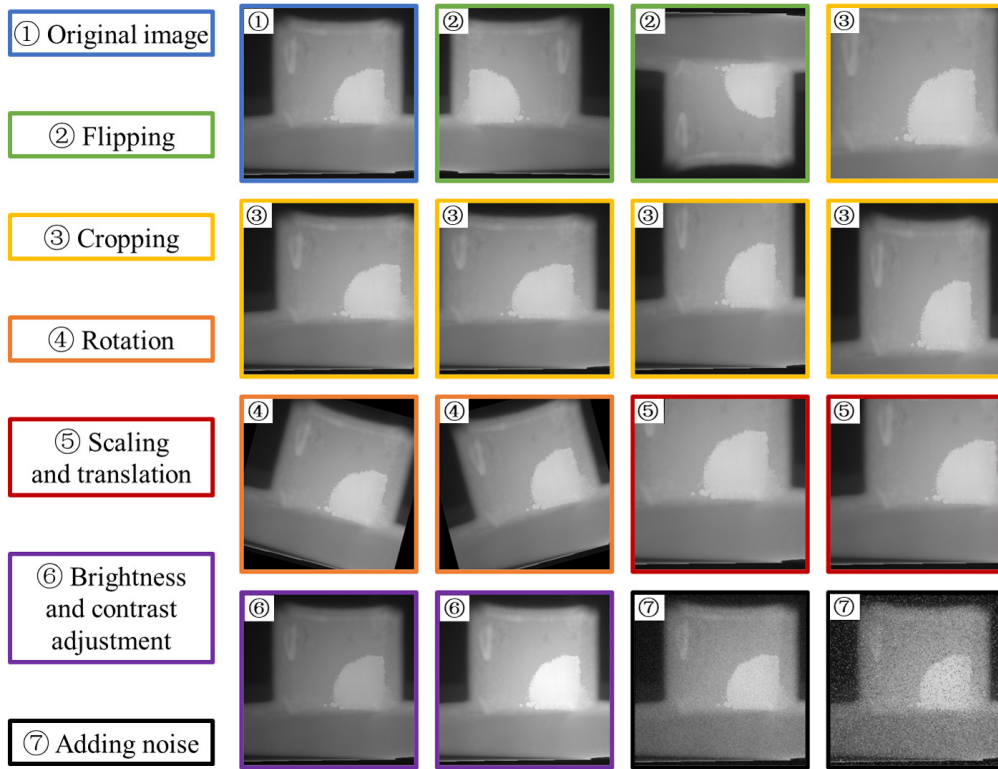 ① Original image
② Flipping
③ Cropping
④ Rotation
⑤ Scaling
and translation
⑥ Brightness
and contrast
adjustment
⑦ Adding noise
① ② ② ③
③ ③ ③ ③
④ ④ ⑤ ⑤
⑥ ⑥ ⑦ ⑦